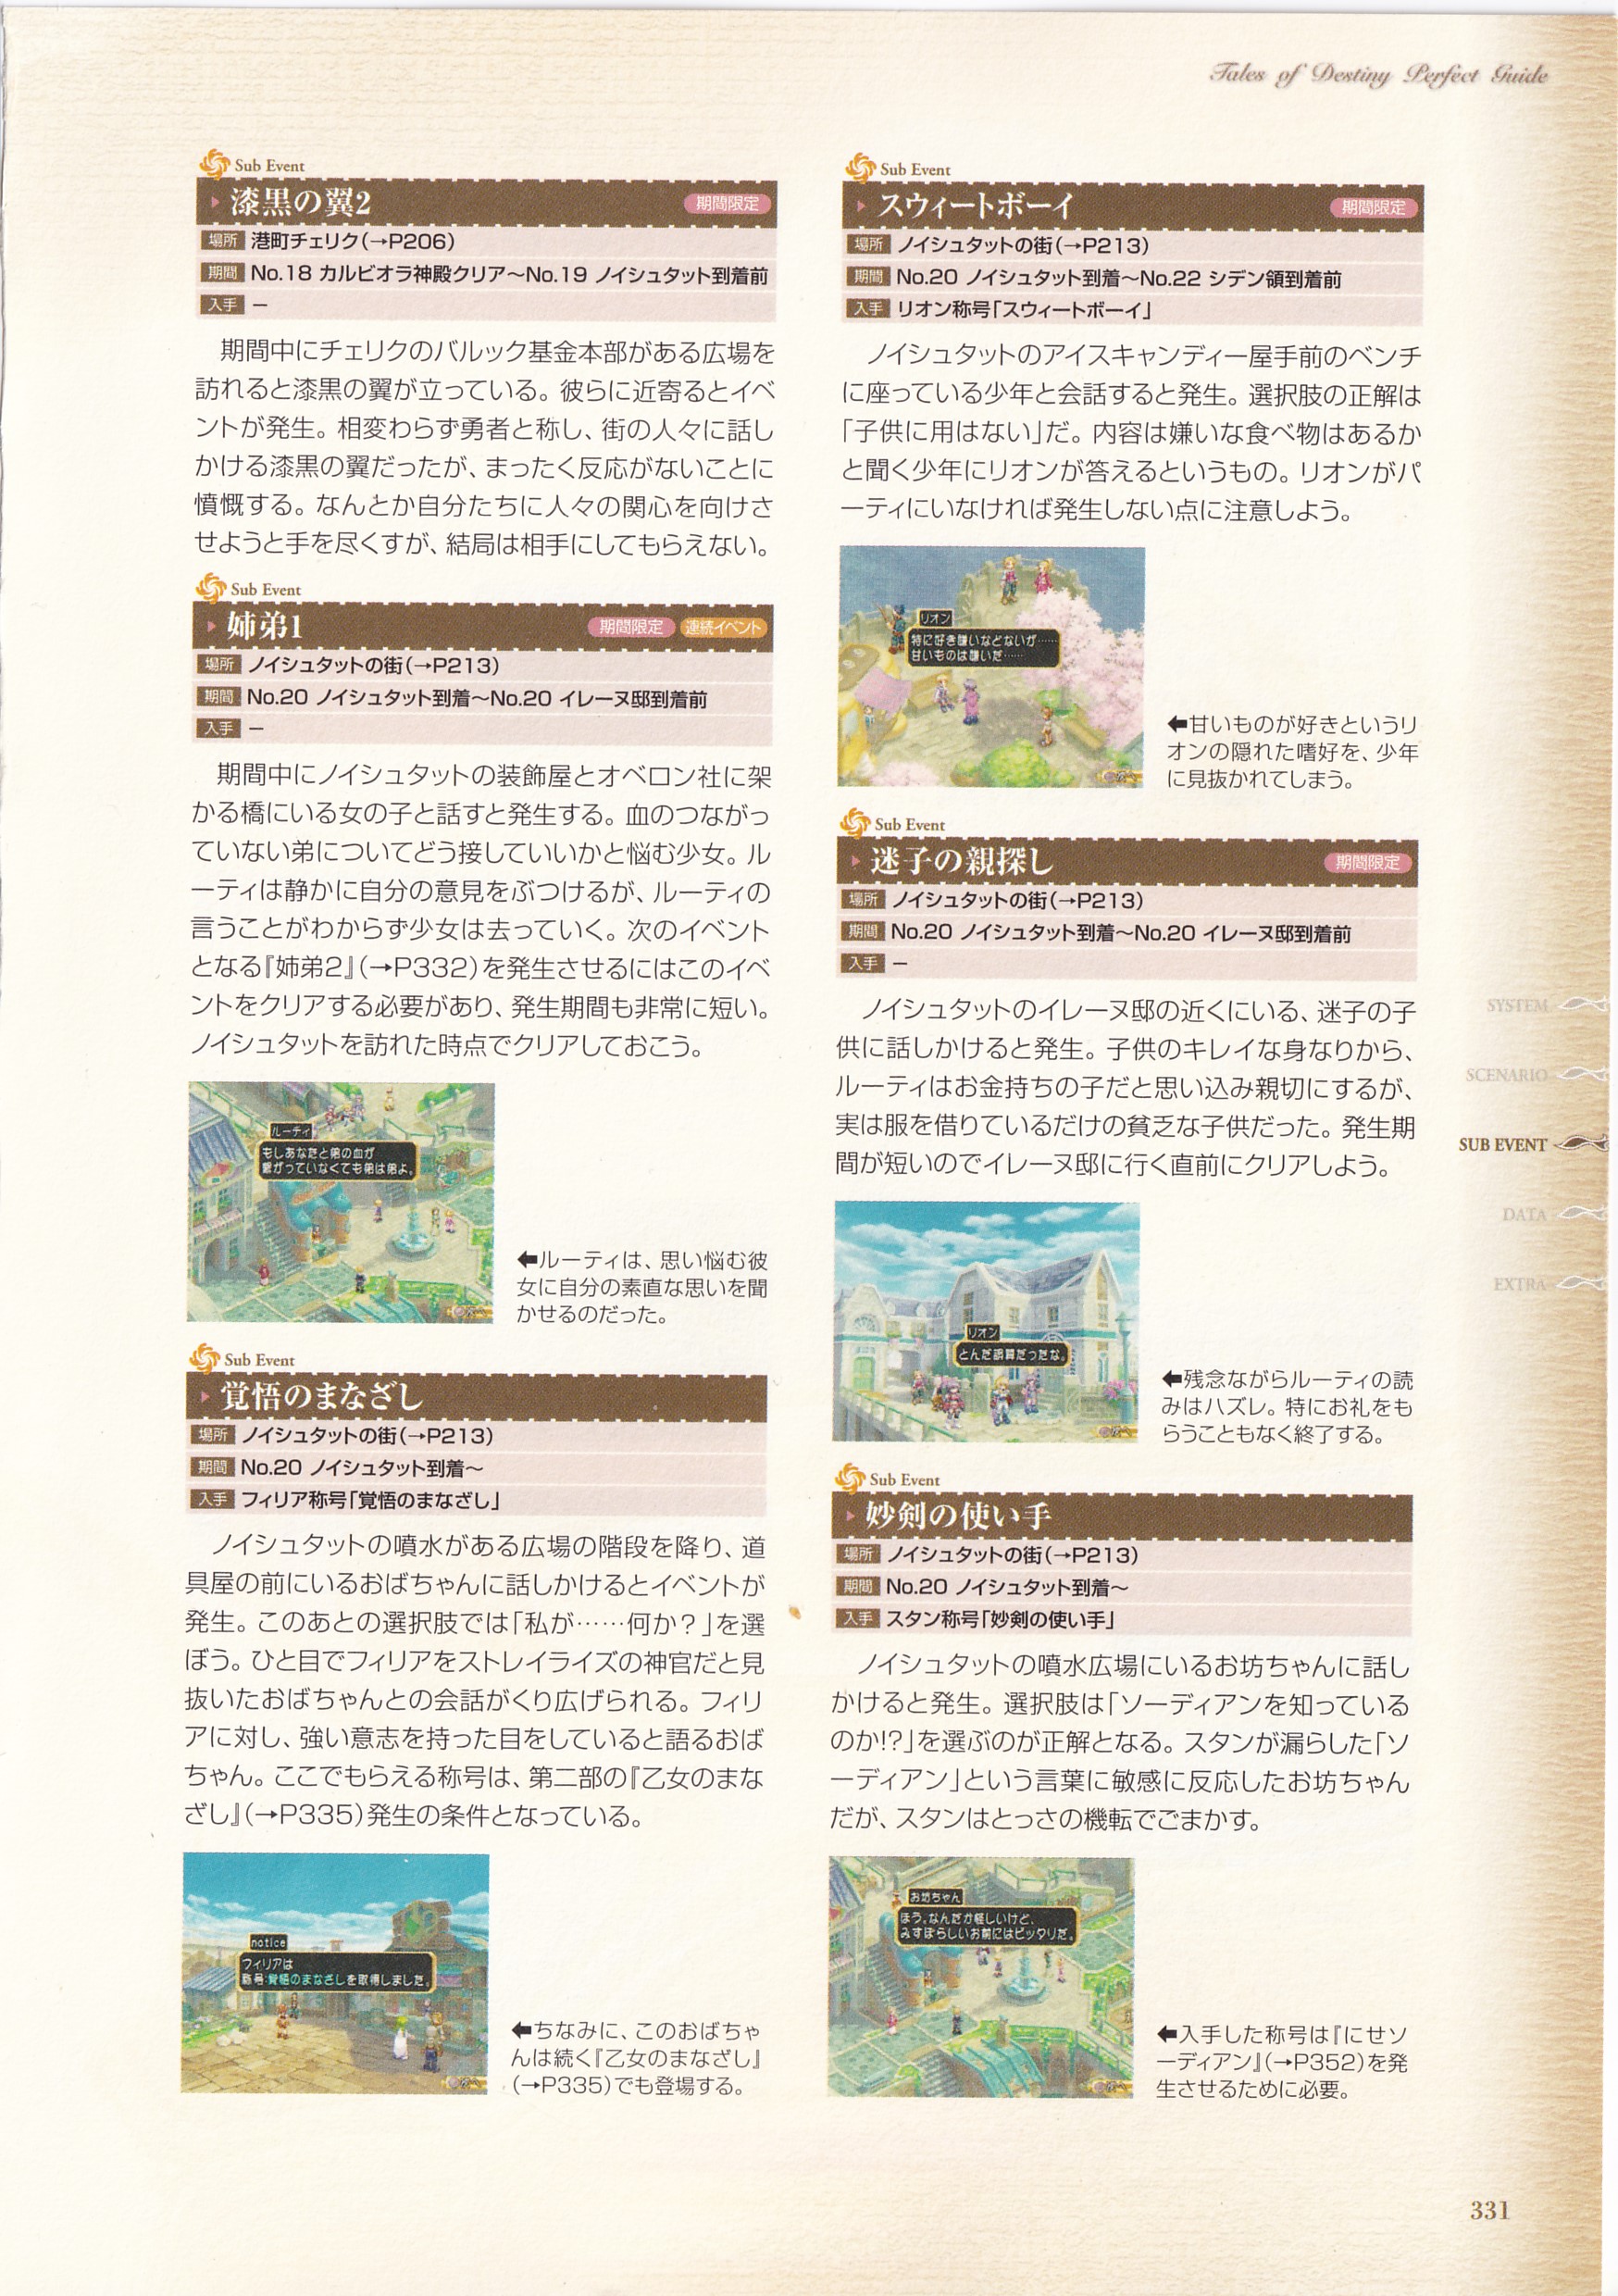 Tales of Destiny Perfect Guide
Sub Event
漆黒の翼2
期間限定
場所 港町チェリク(→P206)
期間 No.18 カルビオラ神殿クリア～No.19 ノイシュタット到着前
入手 －
期間中にチェリクのバルック基金本部がある広場を
訪れると漆黒の翼が立っている。彼らに近寄るとイベ
ントが発生。相変わらず勇者と称し、街の人々に話し
かける漆黒の翼だったが、まったく反応がないことに
憤慨する。なんとか自分たちに人々の関心を向けさ
せようと手を尽くすが、結局は相手にしてもらえない。
Sub Event
姉弟1
期間限定 連続イベント
場所 ノイシュタットの街(→P213)
期間 No.20 ノイシュタット到着～No.20 イレーヌ邸到着前
入手 －
期間中にノイシュタットの装飾屋とオベロン社に架
かる橋にいる女の子と話すと発生する。血のつながっ
ていない弟についてどう接していいかと悩む少女。ル
ーティは静かに自分の意見をぶつけるが、ルーティの
言うことがわからず少女は去っていく。次のイベント
となる『姉弟2』(→P332)を発生させるにはこのイベ
ントをクリアする必要があり、発生期間も非常に短い。
ノイシュタットを訪れた時点でクリアしておこう。
ルーティ
もしあなたと弟の血が
繋がっていなくても弟は弟よ。
←ルーティは、思い悩む彼
女に自分の素直な思いを聞
かせるのだった。
Sub Event
覚悟のまなざし
場所 ノイシュタットの街(→P213)
期間 No.20 ノイシュタット到着～
入手 フィリア称号「覚悟のまなざし」
ノイシュタットの噴水がある広場の階段を降り、道
具屋の前にいるおばちゃんに話しかけるとイベントが
発生。このあとの選択肢では「私が……何か？」を選
ぼう。ひと目でフィリアをストレイライズの神官だと見
抜いたおばちゃんとの会話がくり広げられる。フィリ
アに対し、強い意志を持った目をしていると語るおば
ちゃん。ここでもらえる称号は、第二部の『乙女のまな
ざし』(→P335)発生の条件となっている。
notice
フィリアは
称号:覚悟のまなざしを取得しました。
←ちなみに、このおばちゃ
んは続く『乙女のまなざし』
(→P335)でも登場する。
Sub Event
スウィートボーイ
期間限定
場所 ノイシュタットの街(→P213)
期間 No.20 ノイシュタット到着～No.22 シデン領到着前
入手 リオン称号「スウィートボーイ」
ノイシュタットのアイスキャンディー屋手前のベンチ
に座っている少年と会話すると発生。選択肢の正解は
「子供に用はない」だ。内容は嫌いな食べ物はあるか
と聞く少年にリオンが答えるというもの。リオンがパ
ーティにいなければ発生しない点に注意しよう。
リオン
特に好き嫌いなどないが……
甘いものは嫌いだ……
←甘いものが好きというリ
オンの隠れた嗜好を、少年
に見抜かれてしまう。
Sub Event
迷子の親探し
期間限定
場所 ノイシュタットの街(→P213)
期間 No.20 ノイシュタット到着～No.20 イレーヌ邸到着前
入手 －
ノイシュタットのイレーヌ邸の近くにいる、迷子の子
供に話しかけると発生。子供のキレイな身なりから、
ルーティはお金持ちの子だと思い込み親切にするが、
実は服を借りているだけの貧乏な子供だった。発生期
間が短いのでイレーヌ邸に行く直前にクリアしよう。
リオン
とんだ誤算だったな。
←残念ながらルーティの読
みはハズレ。特にお礼をも
らうこともなく終了する。
Sub Event
妙剣の使い手
場所 ノイシュタットの街(→P213)
期間 No.20 ノイシュタット到着～
入手 スタン称号「妙剣の使い手」
ノイシュタットの噴水広場にいるお坊ちゃんに話し
かけると発生。選択肢は「ソーディアンを知っている
のか!?」を選ぶのが正解となる。スタンが漏らした「ソ
ーディアン」という言葉に敏感に反応したお坊ちゃん
だが、スタンはとっさの機転でごまかす。
お坊ちゃん
ほう。なんだか怪しいけど、
みすぼらしいお前にはピッタリだ。
←入手した称号は『にせソ
ーディアン』(→P352)を発
生させるために必要。
SYSTEM
SCENARIO
SUB EVENT
DATA
EXTRA
331